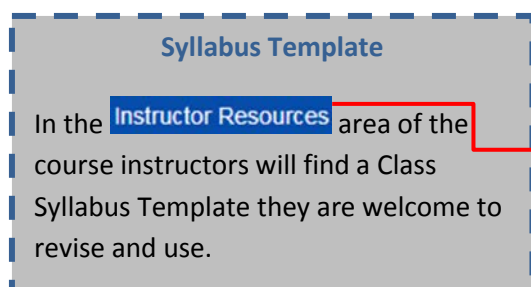 Syllabus Template
In the Instructor Resources area of the
course instructors will find a Class
Syllabus Template they are welcome to
revise and use.